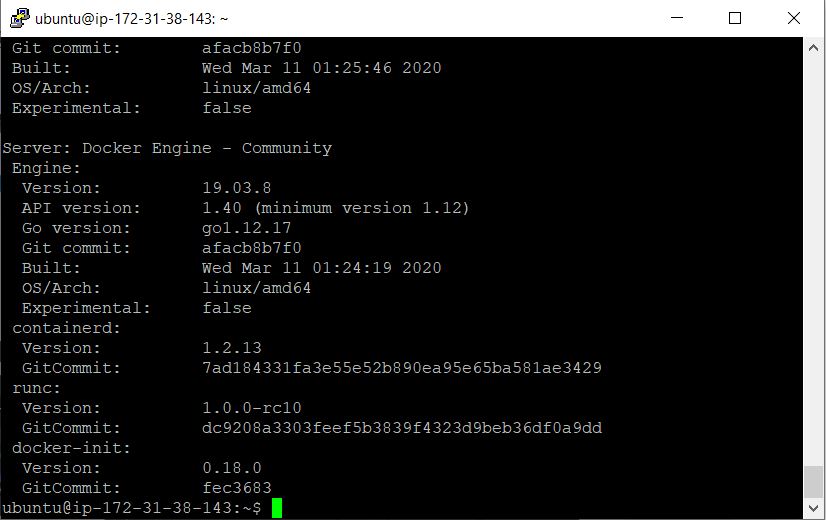 ubuntu@ip-172-31-38-143: ~
Git commit: afacb8b7f0
Built: Wed Mar 11 01:25:46 2020
OS/Arch: linux/amd64
Experimental: false
Server: Docker Engine - Community
Engine:
Version: 19.03.8
API version: 1.40 (minimum version 1.12)
Go version: go1.12.17
Git commit: afacb8b7f0
Built: Wed Mar 11 01:24:19 2020
OS/Arch: linux/amd64
Experimental: false
containerd:
Version: 1.2.13
GitCommit: 7ad184331fa3e55e52b890ea95e65ba581ae3429
runc:
Version: 1.0.0-rc10
GitCommit: dc9208a3303feef5b3839f4323d9beb36df0a9dd
docker-init:
Version: 0.18.0
GitCommit: fec3683
ubuntu@ip-172-31-38-143:~$